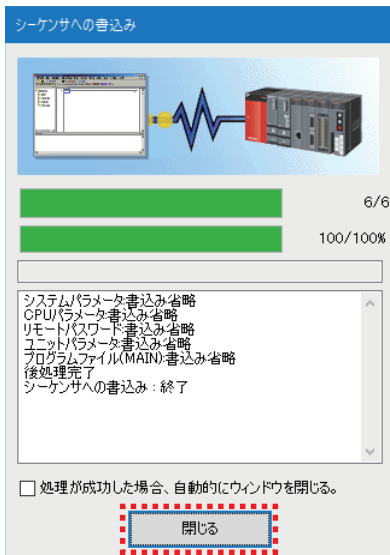 シーケンサへの書込み
6/6
100/100%
システムパラメータ:書込み省略
CPUパラメータ:書込み省略
リモートパスワード:書込み省略
ユニットパラメータ:書込み省略
プログラムファイル(MAIN):書込み省略
後処理完了
シーケンサへの書込み : 終了
処理が成功した場合、自動的にウィンドウを閉じる。
閉じる